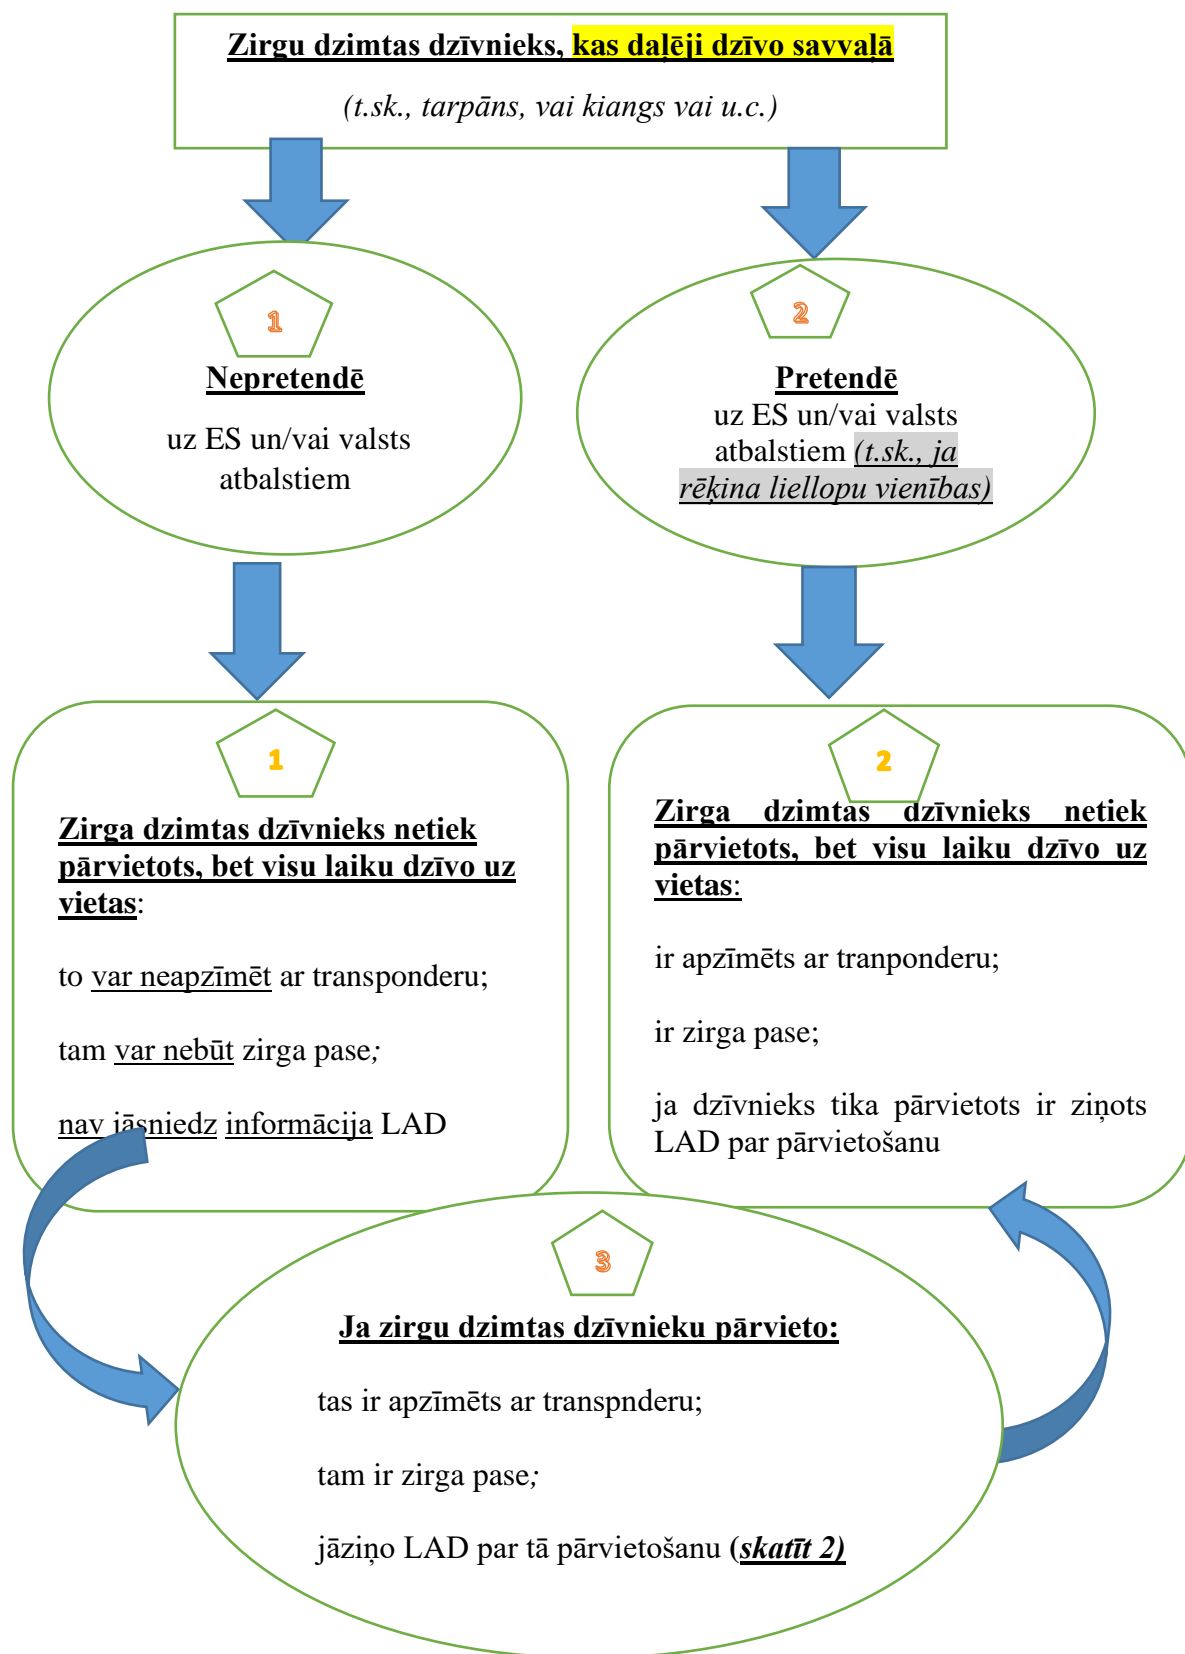 Zirgu dzimtas dzīvnieks, kas daļēji dzīvo savvaļā
(t.sk., tarpāns, vai kiangs vai u.c.)
1
Nepretendē
uz ES un/vai valsts
atbalstiem
2
Pretendē
uz ES un/vai valsts
atbalstiem (t.sk., ja
rēķina liellopu vienības)
1
Zirga dzimtas dzīvnieks netiek
pārvietots, bet visu laiku dzīvo uz
vietas:
to var neapzīmēt ar transponderu;
tam var nebūt zirga pase;
nav jāsniedz informācija LAD
2
Zirga dzimtas dzīvnieks netiek
pārvietots, bet visu laiku dzīvo uz
vietas:
ir apzīmēts ar tranponderu;
ir zirga pase;
ja dzīvnieks tika pārvietots ir ziņots
LAD par pārvietošanu
3
Ja zirgu dzimtas dzīvnieku pārvieto:
tas ir apzīmēts ar transpnderu;
tam ir zirga pase;
jāziņo LAD par tā pārvietošanu (skatīt 2)